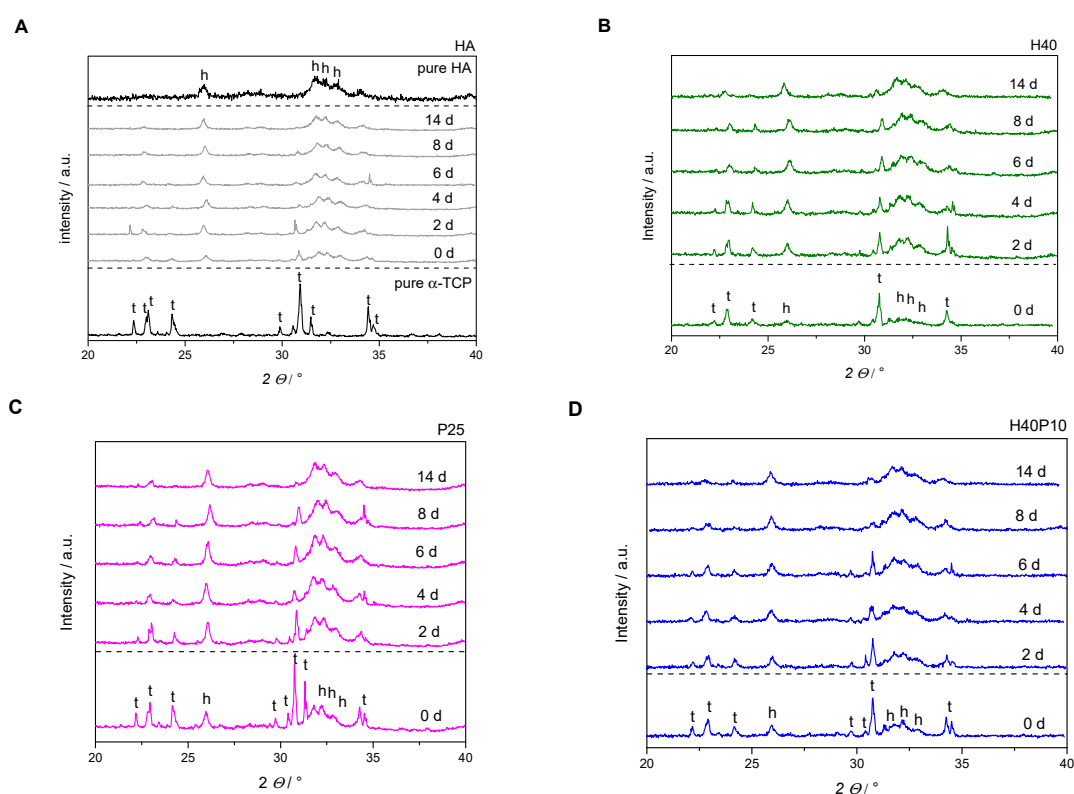 A
HA
pure HA
h
h
h
h
14 d
8 d
6 d
4 d
2 d
0 d
pure α-TCP
t
t
t
t
t
t
t
t
t
20
25
30
35
40
2 Θ / °
intensity / a.u.
B
H40
14 d
8 d
6 d
4 d
2 d
0 d
t
t
t
h
t
h
h
h
t
20
25
30
35
40
2 Θ / °
Intensity / a.u.
C
P25
14 d
8 d
6 d
4 d
2 d
0 d
t
t
t
h
t
t
t
t
h
h
h
t
20
25
30
35
40
2 Θ / °
Intensity / a.u.
D
H40P10
14 d
8 d
6 d
4 d
2 d
0 d
t
t
t
h
t
t
t
h
h
h
t
20
25
30
35
40
2 Θ / °
Intensity / a.u.